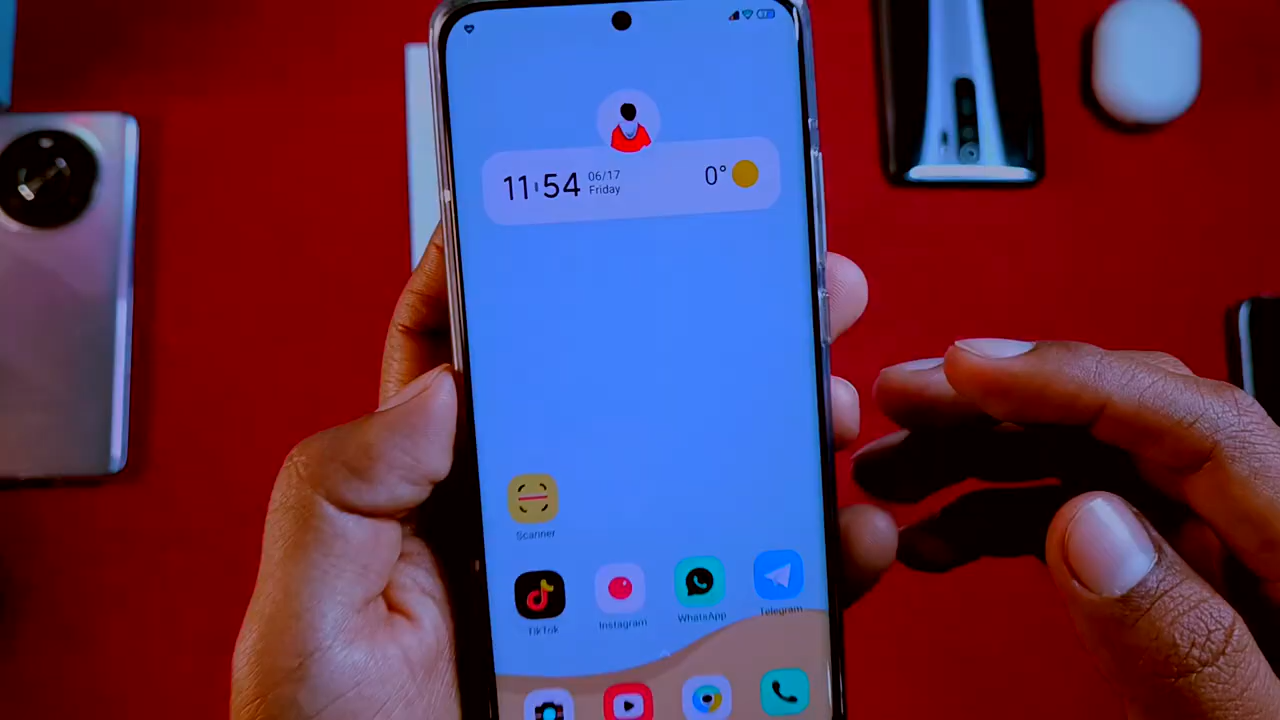 11:54
06/17
Friday
0°
Scanner
TikTok
Instagram
WhatsApp
Telegram